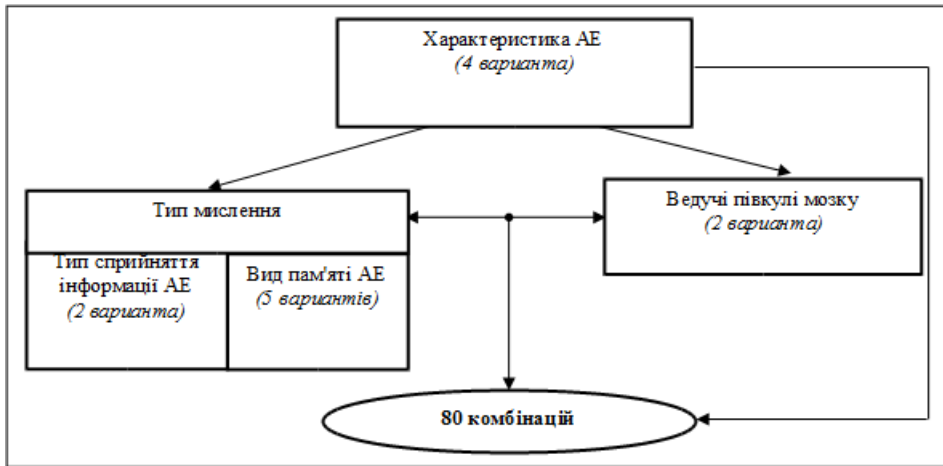 Характеристика АЕ
(4 варианта)
Тип мислення
Ведучі півкулі мозку
(2 варианта)
Тип сприйняття
інформації АЕ
(2 варианта)
Вид пам'яті АЕ
(5 вариантів)
80 комбінацій